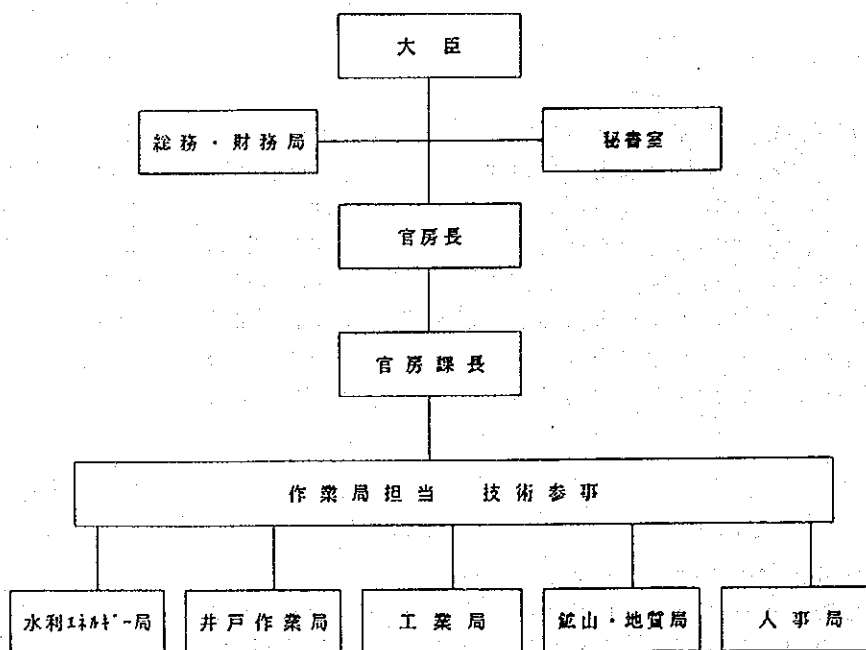 大臣
総務・財務局
秘書室
官房長
官房課長
作業局担当 技術参事
水利ｴﾈﾙｷﾞｰ局
井戸作業局
工業局
鉱山・地質局
人事局